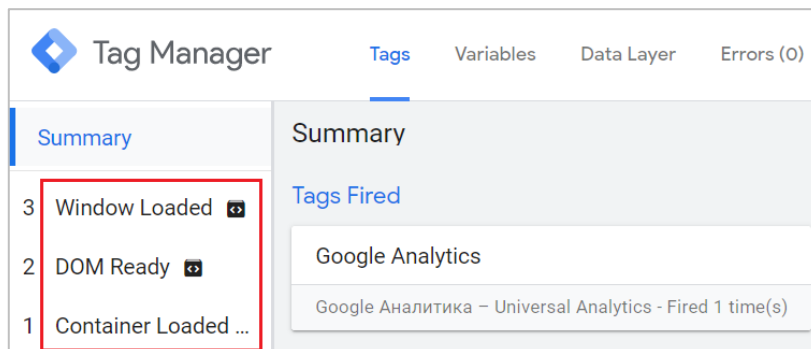 Tag Manager
Tags Variables Data Layer Errors (0)
Summary
3 Window Loaded
2 DOM Ready
1 Container Loaded ...
Summary
Tags Fired
Google Analytics
Google Аналитика – Universal Analytics - Fired 1 time(s)